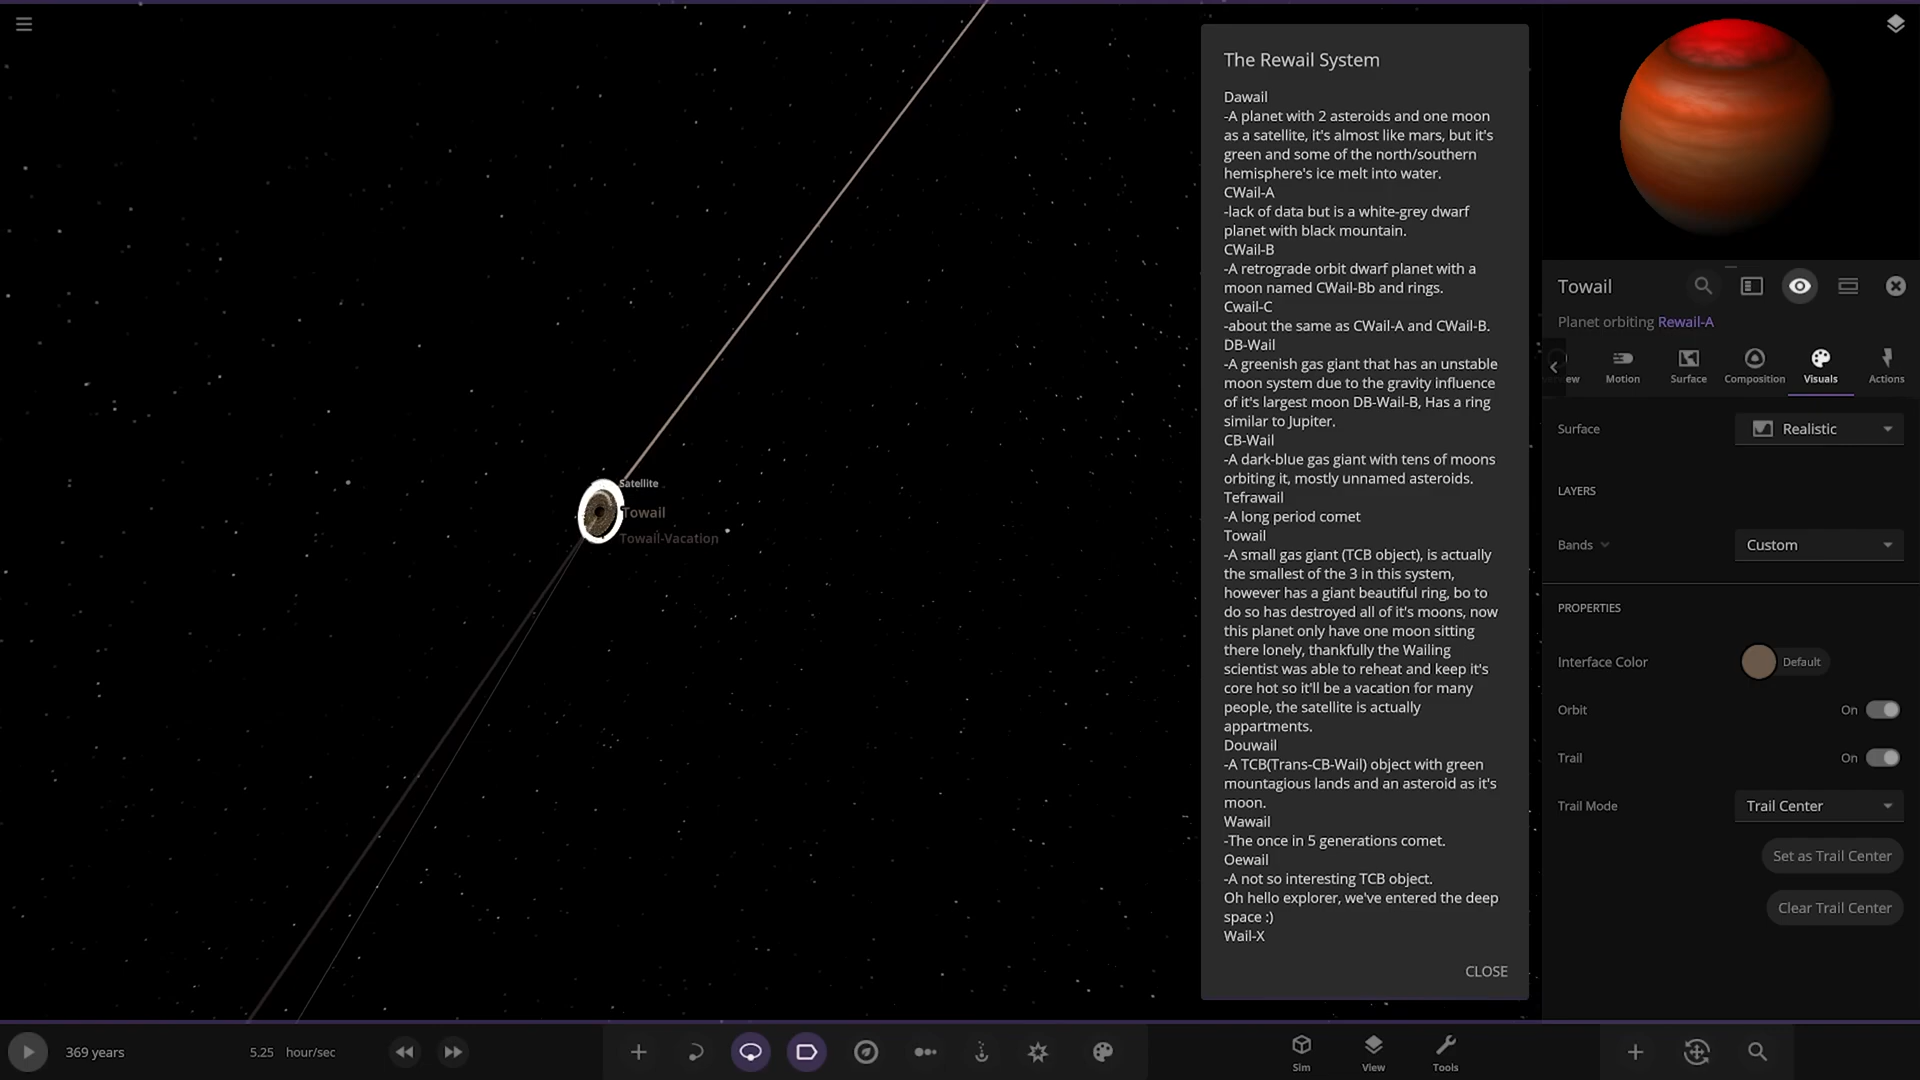 The Rewail System
Dawail
-A planet with 2 asteroids and one moon
as a satellite, it's almost like mars, but it's
green and some of the north/southern
hemisphere's ice melt into water.
CWail-A
-lack of data but is a white-grey dwarf
planet with black mountain.
CWail-B
-A retrograde orbit dwarf planet with a
moon named CWail-Bb and rings.
Cwail-C
-about the same as CWail-A and CWail-B.
DB-Wail
-A greenish gas giant that has an unstable
moon system due to the gravity influence
of it's largest moon DB-Wail-B, Has a ring
similar to Jupiter.
CB-Wail
-A dark-blue gas giant with tens of moons
orbiting it, mostly unnamed asteroids.
Tefrawail
-A long period comet
Towail
-A small gas giant (TCB object), is actually
the smallest of the 3 in this system,
however has a giant beautiful ring, bo to
do so has destroyed all of it's moons, now
this planet only have one moon sitting
there lonely, thankfully the Wailing
scientist was able to reheat and keep it's
core hot so it'll be a vacation for many
people, the satellite is actually
appartments.
Douwail
-A TCB(Trans-CB-Wail) object with green
mountagious lands and an asteroid as it's
moon.
Wawail
-The once in 5 generations comet.
Oewail
-A not so interesting TCB object.
Oh hello explorer, we've entered the deep
space :)
Wail-X
CLOSE
Satellite
Towail
Towail-Vacation
Towail
Planet orbiting Rewail-A
ew Motion Surface Composition Visuals Actions
Surface Realistic
LAYERS
Bands Custom
PROPERTIES
Interface Color Default
Orbit On
Trail On
Trail Mode Trail Center
Set as Trail Center
Clear Trail Center
369 years 5.25 hour/sec
Sim View Tools